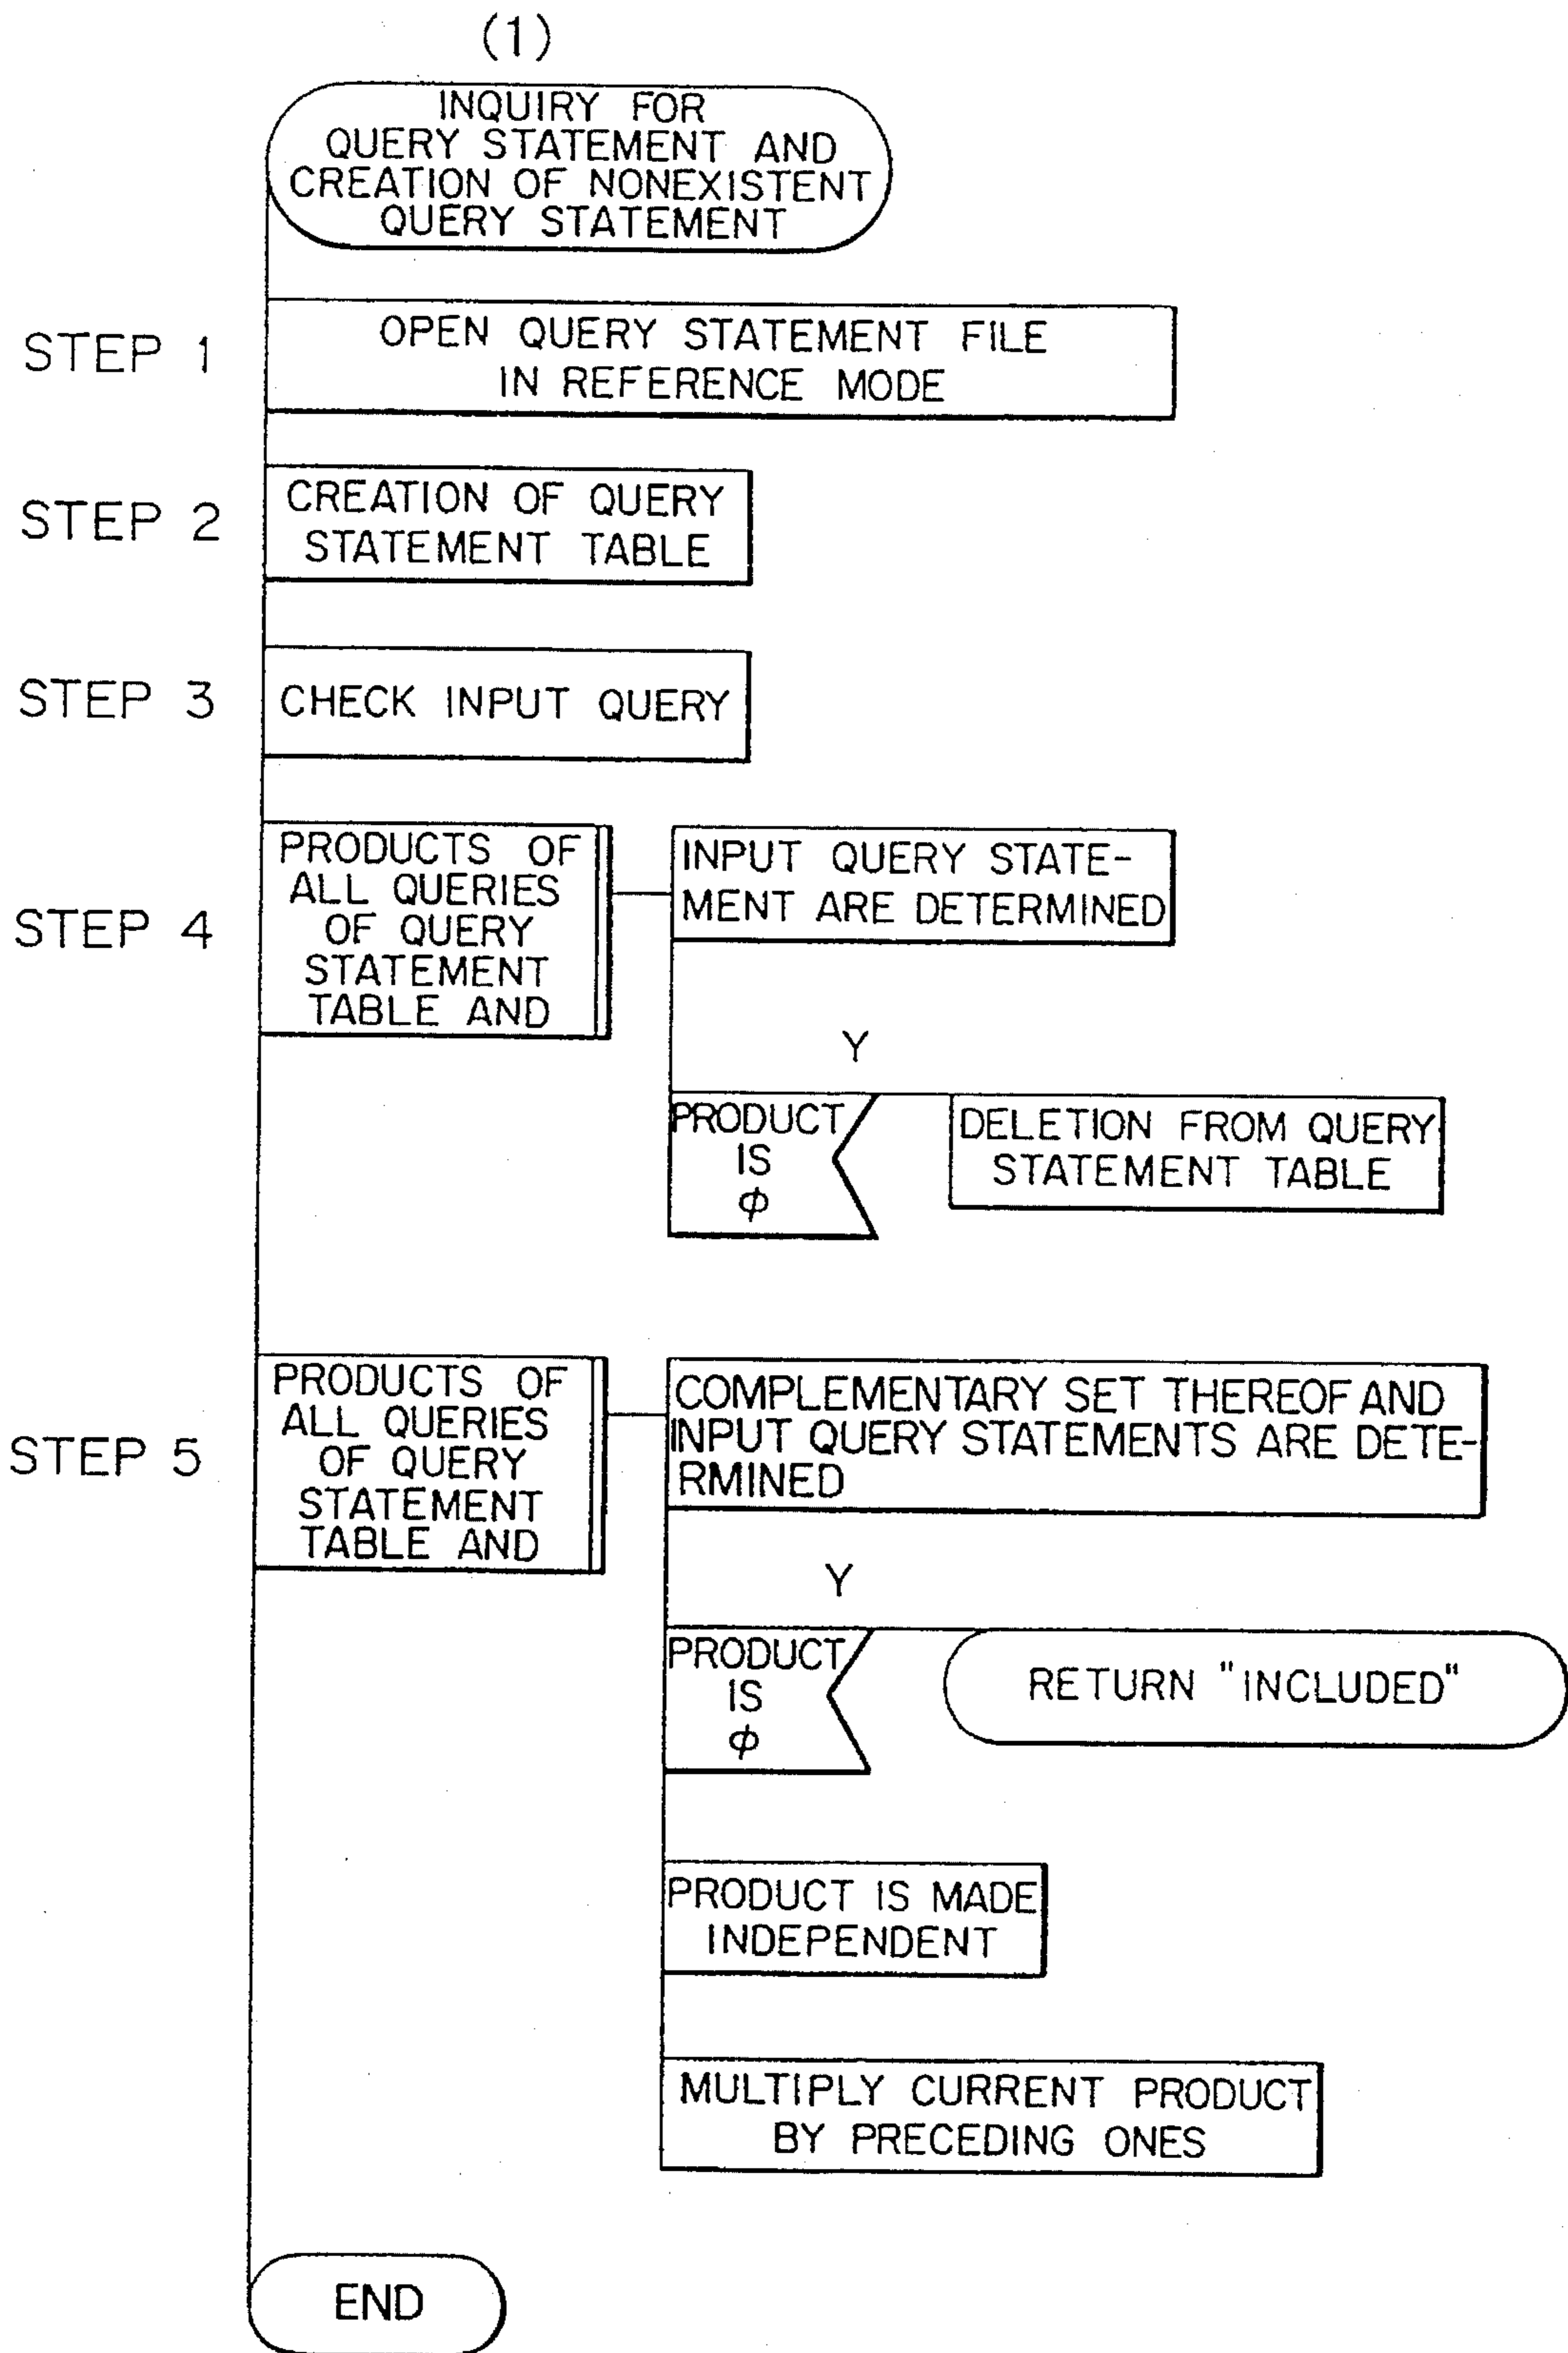 (1)
INQUIRY FOR
QUERY STATEMENT AND
CREATION OF NONEXISTENT
QUERY STATEMENT
STEP 1
OPEN QUERY STATEMENT FILE
IN REFERENCE MODE
STEP 2
CREATION OF QUERY
STATEMENT TABLE
STEP 3
CHECK INPUT QUERY
STEP 4
PRODUCTS OF
ALL QUERIES
OF QUERY
STATEMENT
TABLE AND
INPUT QUERY STATE-
MENT ARE DETERMINED
Y
PRODUCT
IS
ϕ
DELETION FROM QUERY
STATEMENT TABLE
STEP 5
PRODUCTS OF
ALL QUERIES
OF QUERY
STATEMENT
TABLE AND
COMPLEMENTARY SET THEREOF AND
INPUT QUERY STATEMENTS ARE DETE-
RMINED
Y
PRODUCT
IS
ϕ
RETURN "INCLUDED"
PRODUCT IS MADE
INDEPENDENT
MULTIPLY CURRENT PRODUCT
BY PRECEDING ONES
END